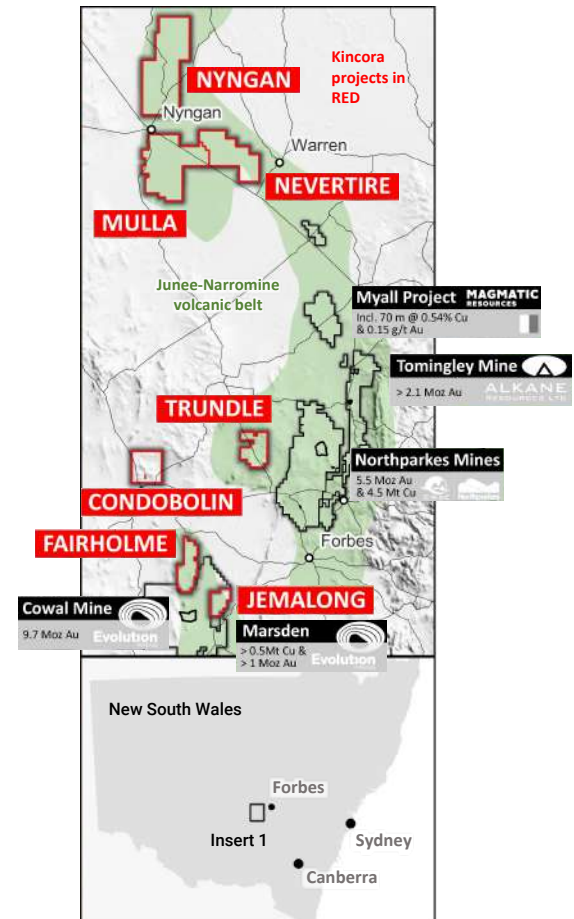 NYNGAN
Kincora
projects in
RED
Nyngan
Warren
NEVERTIRE
MULLA
Junee-Narromine
volcanic belt
Myall Project MAGMATIC
RESOURCES
Incl. 70 m @ 0.54% Cu
& 0.15 g/t Au
Tomingley Mine
> 2.1 Moz Au
ALKANE
RESOURCES LTD
TRUNDLE
Northparkes Mines
5.5 Moz Au
& 4.5 Mt Cu
CONDOBOLIN
FAIRHOLME
Forbes
Cowal Mine
9.7 Moz Au
Evolution
JEMALONG
Marsden
> 0.5Mt Cu &
> 1 Moz Au
Evolution
New South Wales
Forbes
Insert 1
Sydney
Canberra